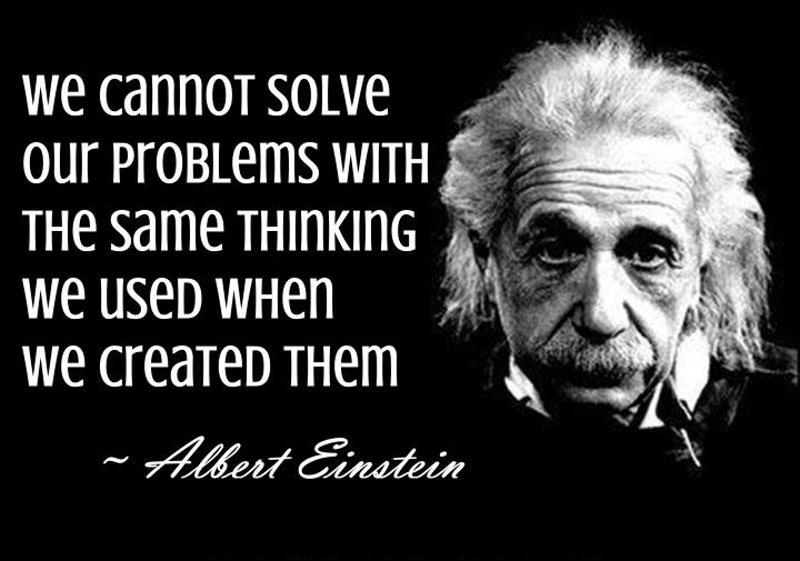 we cannot solve
our problems with
the same thinking
we used when
we created them
~ Albert Einstein